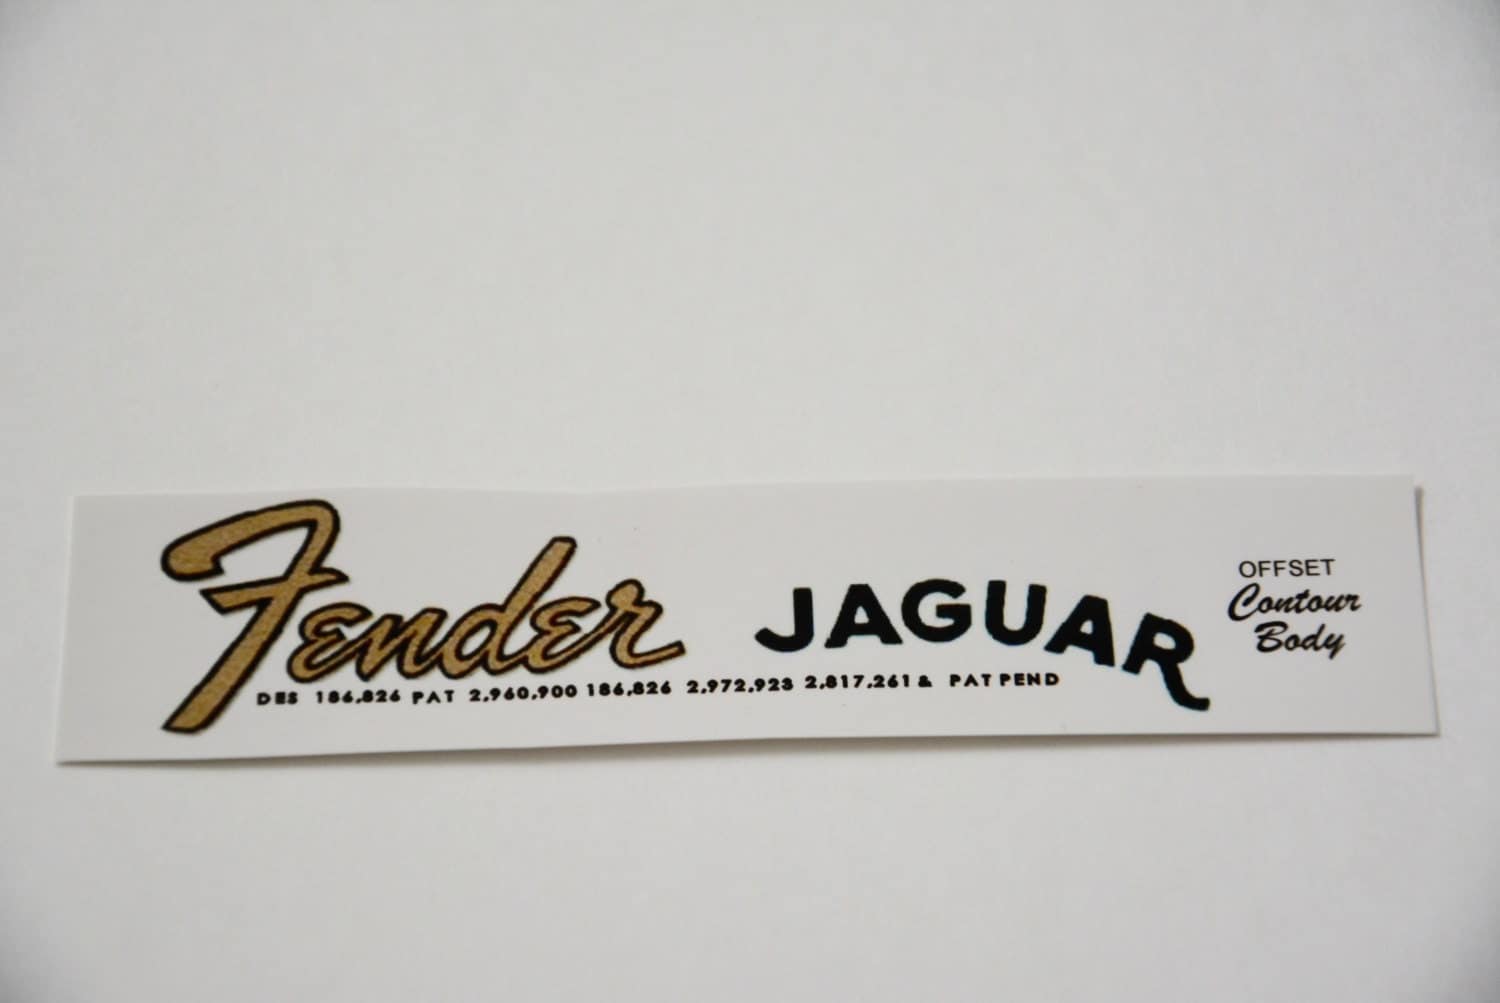 Fender JAGUAR
OFFSET
Contour
Body
DES 186,826 PAT 2,960,900 186,826 2,972,923 2,817,261 & PAT PEND